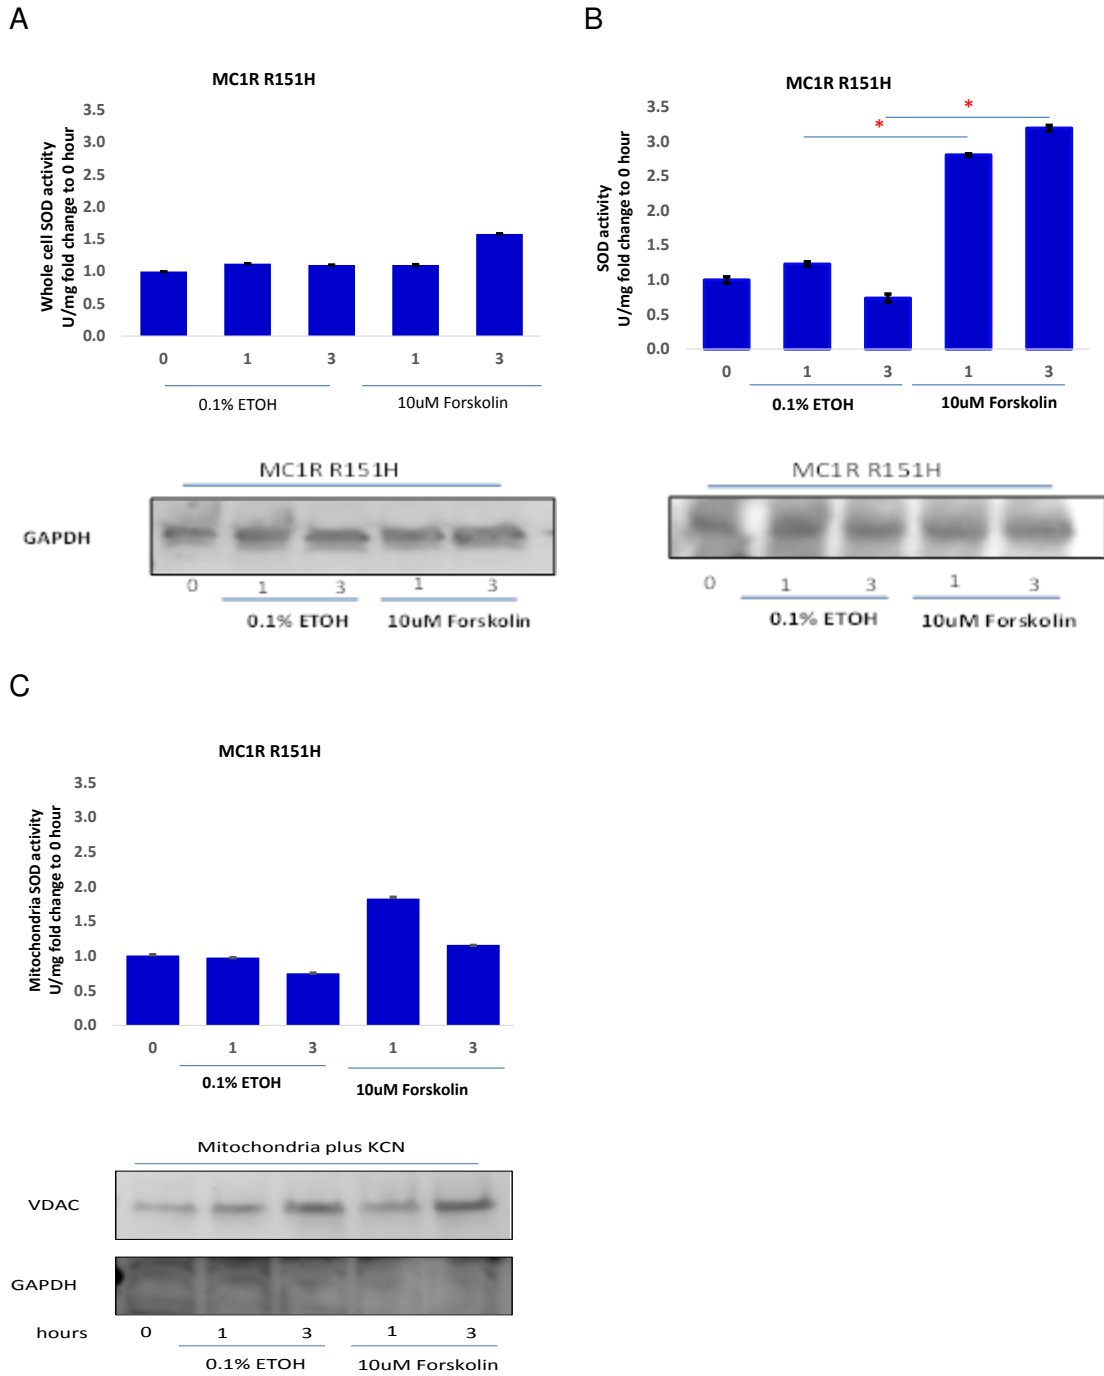 A
MC1R R151H
Whole cell SOD activity
U/mg fold change to 0 hour
3.5
3.0
2.5
2.0
1.5
1.0
0.5
0.0
0 1 3 1 3
0.1% ETOH 10uM Forskolin
MC1R R151H
GAPDH
0 1 3 1 3
0.1% ETOH 10uM Forskolin
B
MC1R R151H
SOD activity
U/mg fold change to 0 hour
3.5
3.0
2.5
2.0
1.5
1.0
0.5
0.0
* *
0 1 3 1 3
0.1% ETOH 10uM Forskolin
MC1R R151H
0 1 3 1 3
0.1% ETOH 10uM Forskolin
C
MC1R R151H
Mitochondria SOD activity
U/mg fold change to 0 hour
3.5
3.0
2.5
2.0
1.5
1.0
0.5
0.0
0 1 3 1 3
0.1% ETOH 10uM Forskolin
Mitochondria plus KCN
VDAC
GAPDH
hours 0 1 3 1 3
0.1% ETOH 10uM Forskolin